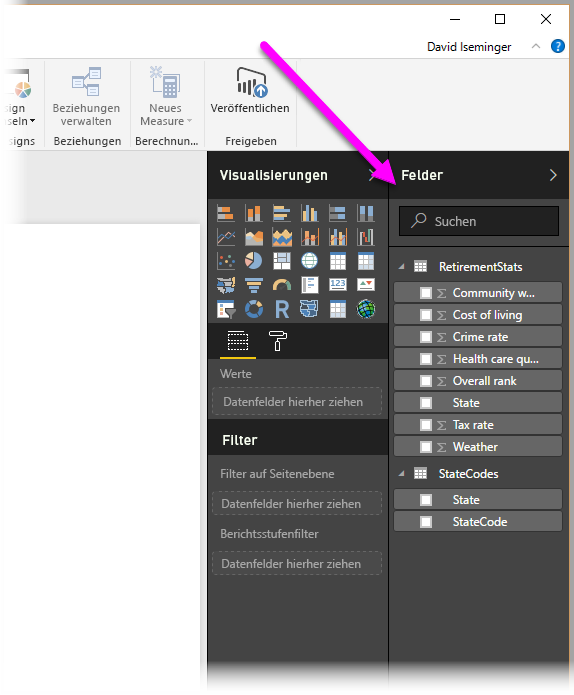 David Iseminger
?
sign
seln
Beziehungen
verwalten
Neues
Measure
Veröffentlichen
signs
Beziehungen
Berechnun...
Freigeben
Visualisierungen
Felder
Suchen
RetirementStats
Σ Community w...
Σ Cost of living
Σ Crime rate
Σ Health care qu...
Σ Overall rank
State
Σ Tax rate
Σ Weather
StateCodes
State
StateCode
123
R
Werte
Datenfelder hierher ziehen
Filter
Filter auf Seitenebene
Datenfelder hierher ziehen
Berichtsstufenfilter
Datenfelder hierher ziehen